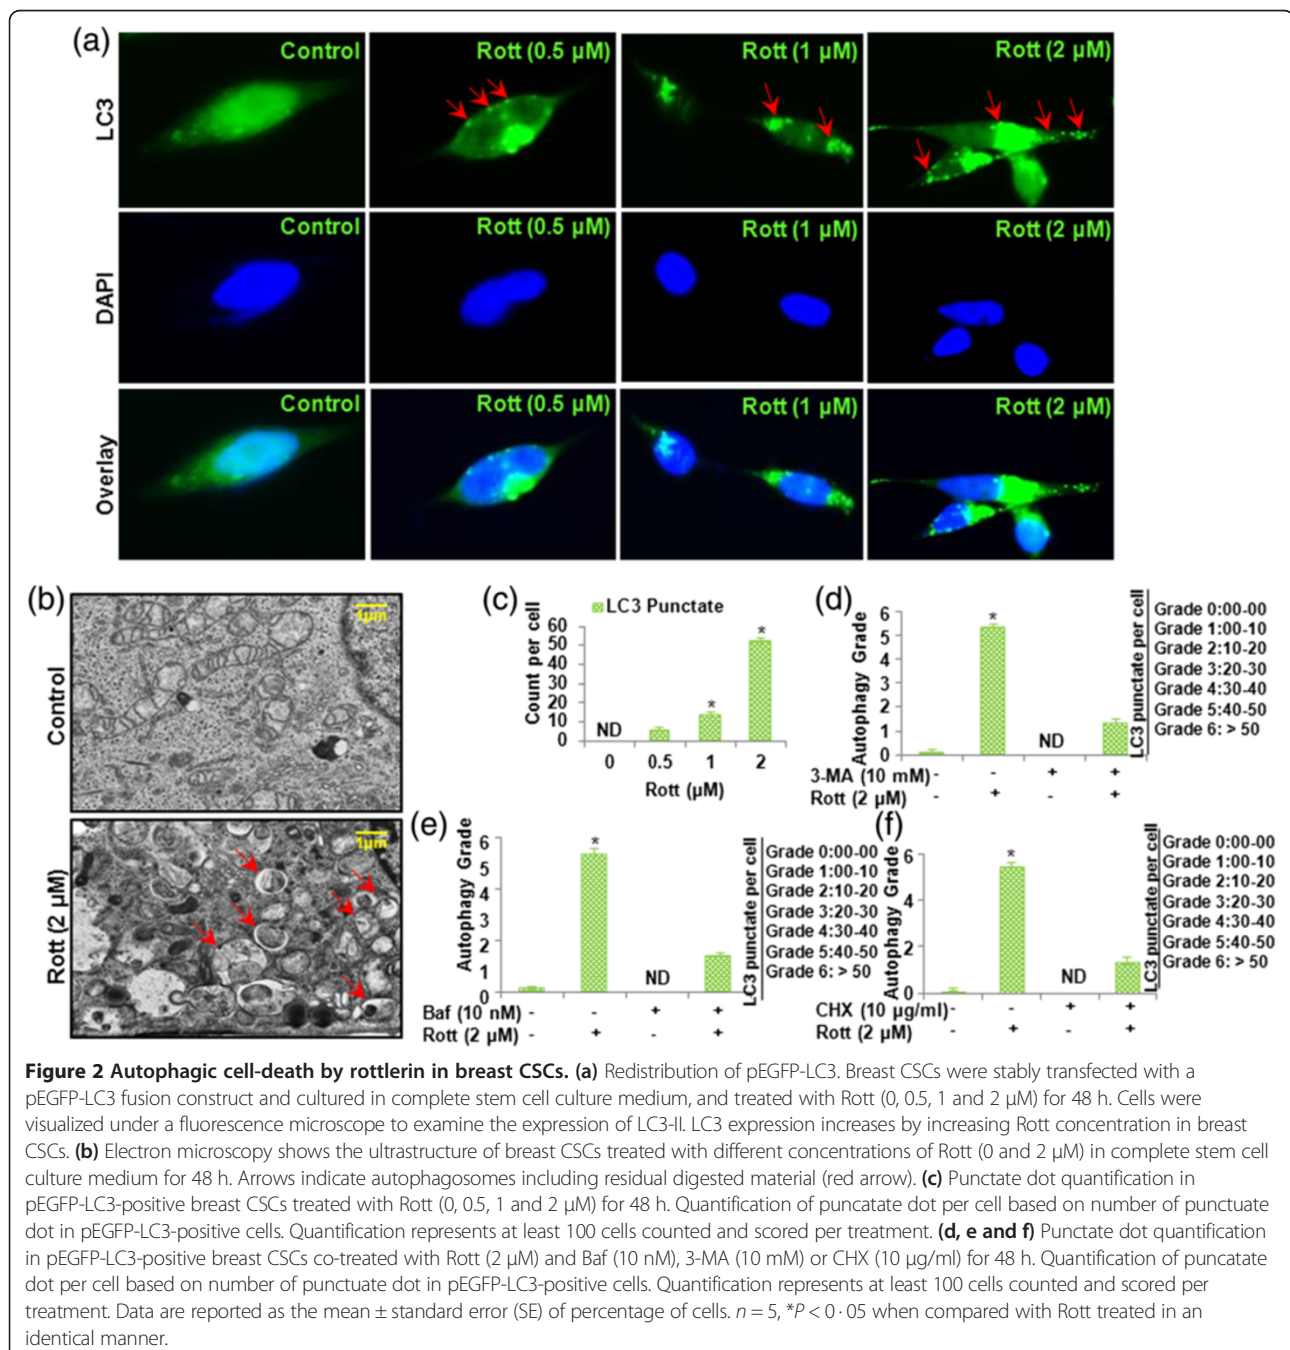 (a)
Control Rott (0.5 µM) Rott (1 µM) Rott (2 µM)
LC3
Control Rott (0.5 µM) Rott (1 µM) Rott (2 µM)
DAPI
Control Rott (0.5 µM) Rott (1 µM) Rott (2 µM)
Overlay
(b)
1µm
Control
1µm
Rott (2 µM)
(c)
LC3 Punctate
Count per cell
60
50
40
30
20
10
0
ND * *
0 0.5 1 2
Rott (µM)
(d)
Autophagy Grade
6
5
4
3
2
1
0
*
ND
3-MA (10 mM) - - + +
Rott (2 µM) - + - +
LC3 punctate per cell
Grade 0:00-00
Grade 1:00-10
Grade 2:10-20
Grade 3:20-30
Grade 4:30-40
Grade 5:40-50
Grade 6: > 50
(e)
Autophagy Grade
6
5
4
3
2
1
0
*
ND
Baf (10 nM) - - + +
Rott (2 µM) - + - +
LC3 punctate per cell
Grade 0:00-00
Grade 1:00-10
Grade 2:10-20
Grade 3:20-30
Grade 4:30-40
Grade 5:40-50
Grade 6: > 50
(f)
Autophagy Grade
6
4
2
0
*
ND
CHX (10 µg/ml) - - + +
Rott (2 µM) - + - +
LC3 punctate per cell
Grade 0:00-00
Grade 1:00-10
Grade 2:10-20
Grade 3:20-30
Grade 4:30-40
Grade 5:40-50
Grade 6: > 50
Figure 2 Autophagic cell-death by rottlerin in breast CSCs. (a) Redistribution of pEGFP-LC3. Breast CSCs were stably transfected with a
pEGFP-LC3 fusion construct and cultured in complete stem cell culture medium, and treated with Rott (0, 0.5, 1 and 2 µM) for 48 h. Cells were
visualized under a fluorescence microscope to examine the expression of LC3-II. LC3 expression increases by increasing Rott concentration in breast
CSCs. (b) Electron microscopy shows the ultrastructure of breast CSCs treated with different concentrations of Rott (0 and 2 µM) in complete stem cell
culture medium for 48 h. Arrows indicate autophagosomes including residual digested material (red arrow). (c) Punctate dot quantification in
pEGFP-LC3-positive breast CSCs treated with Rott (0, 0.5, 1 and 2 µM) for 48 h. Quantification of puncatate dot per cell based on number of punctuate
dot in pEGFP-LC3-positive cells. Quantification represents at least 100 cells counted and scored per treatment. (d, e and f) Punctate dot quantification
in pEGFP-LC3-positive breast CSCs co-treated with Rott (2 µM) and Baf (10 nM), 3-MA (10 mM) or CHX (10 µg/ml) for 48 h. Quantification of puncatate
dot per cell based on number of punctuate dot in pEGFP-LC3-positive cells. Quantification represents at least 100 cells counted and scored per
treatment. Data are reported as the mean ± standard error (SE) of percentage of cells. n = 5, *P < 0 · 05 when compared with Rott treated in an
identical manner.